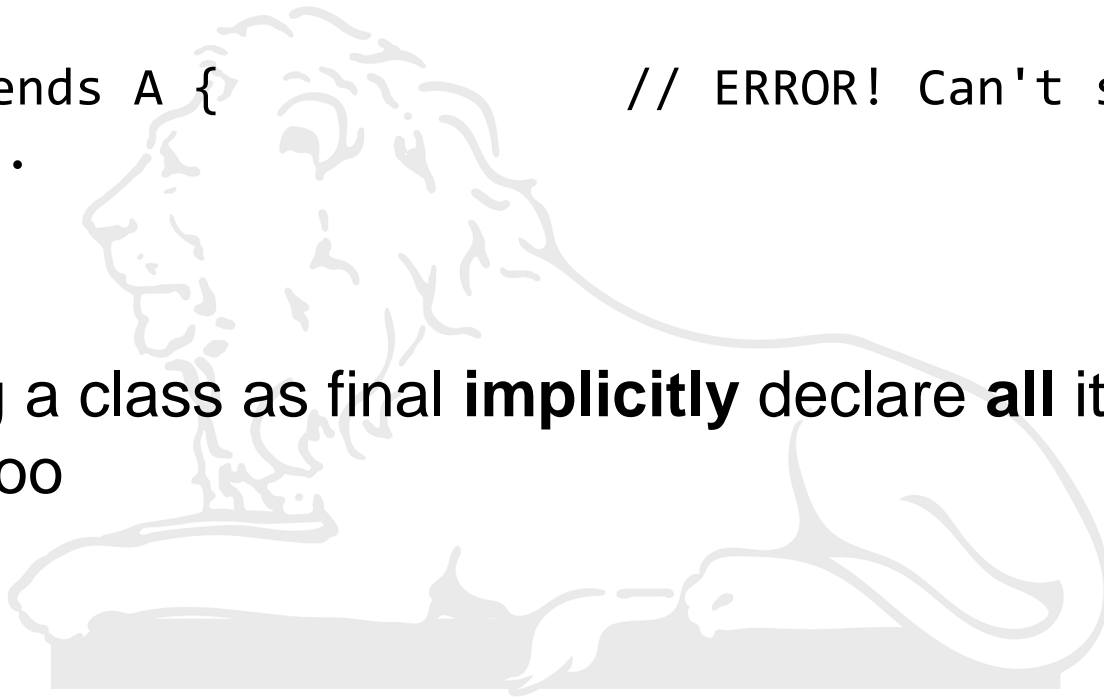 ends A { // ERROR! Can't s
.
g a class as final implicitly declare all it
oo